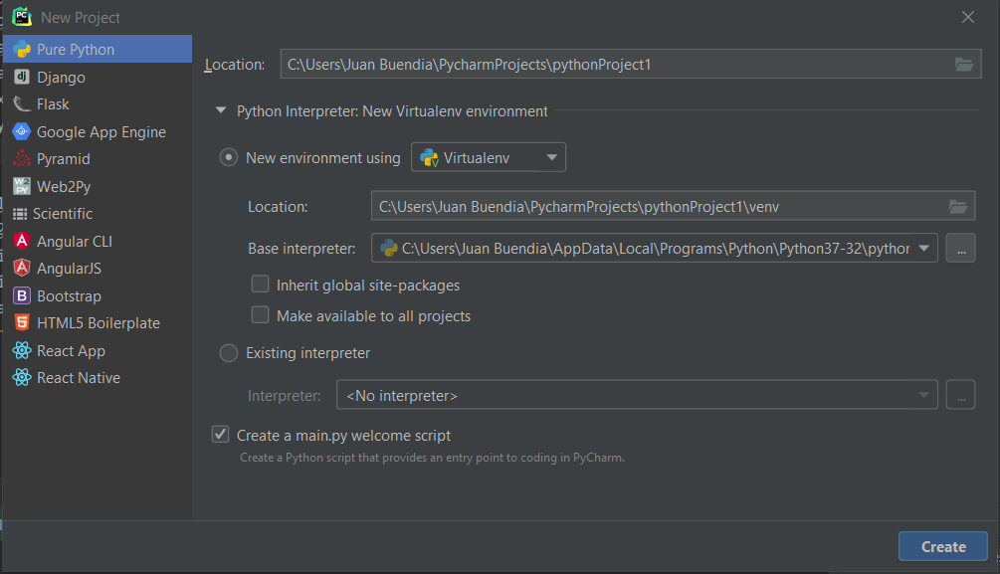 New Project
Pure Python
Django
Flask
Google App Engine
Pyramid
Web2Py
Scientific
Angular CLI
AngularJS
Bootstrap
HTML5 Boilerplate
React App
React Native
Location: C:\Users\Juan Buendia\PycharmProjects\pythonProject1
Python Interpreter: New Virtualenv environment
New environment using Virtualenv
Location: C:\Users\Juan Buendia\PycharmProjects\pythonProject1\venv
Base interpreter: C:\Users\Juan Buendia\AppData\Local\Programs\Python\Python37-32\python ...
Inherit global site-packages
Make available to all projects
Existing interpreter
Interpreter: <No interpreter> ...
Create a main.py welcome script
Create a Python script that provides an entry point to coding in PyCharm.
Create